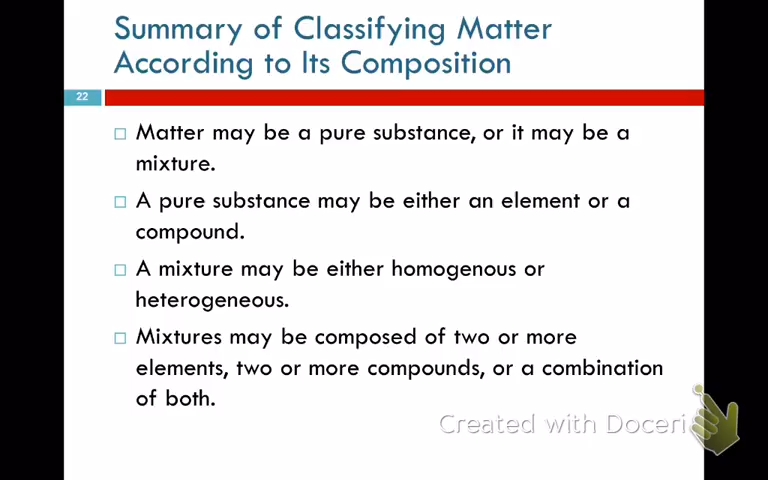 Summary of Classifying Matter
According to Its Composition
22
Matter may be a pure substance, or it may be a
mixture.
A pure substance may be either an element or a
compound.
A mixture may be either homogenous or
heterogeneous.
Mixtures may be composed of two or more
elements, two or more compounds, or a combination
of both.
Created with Doceri